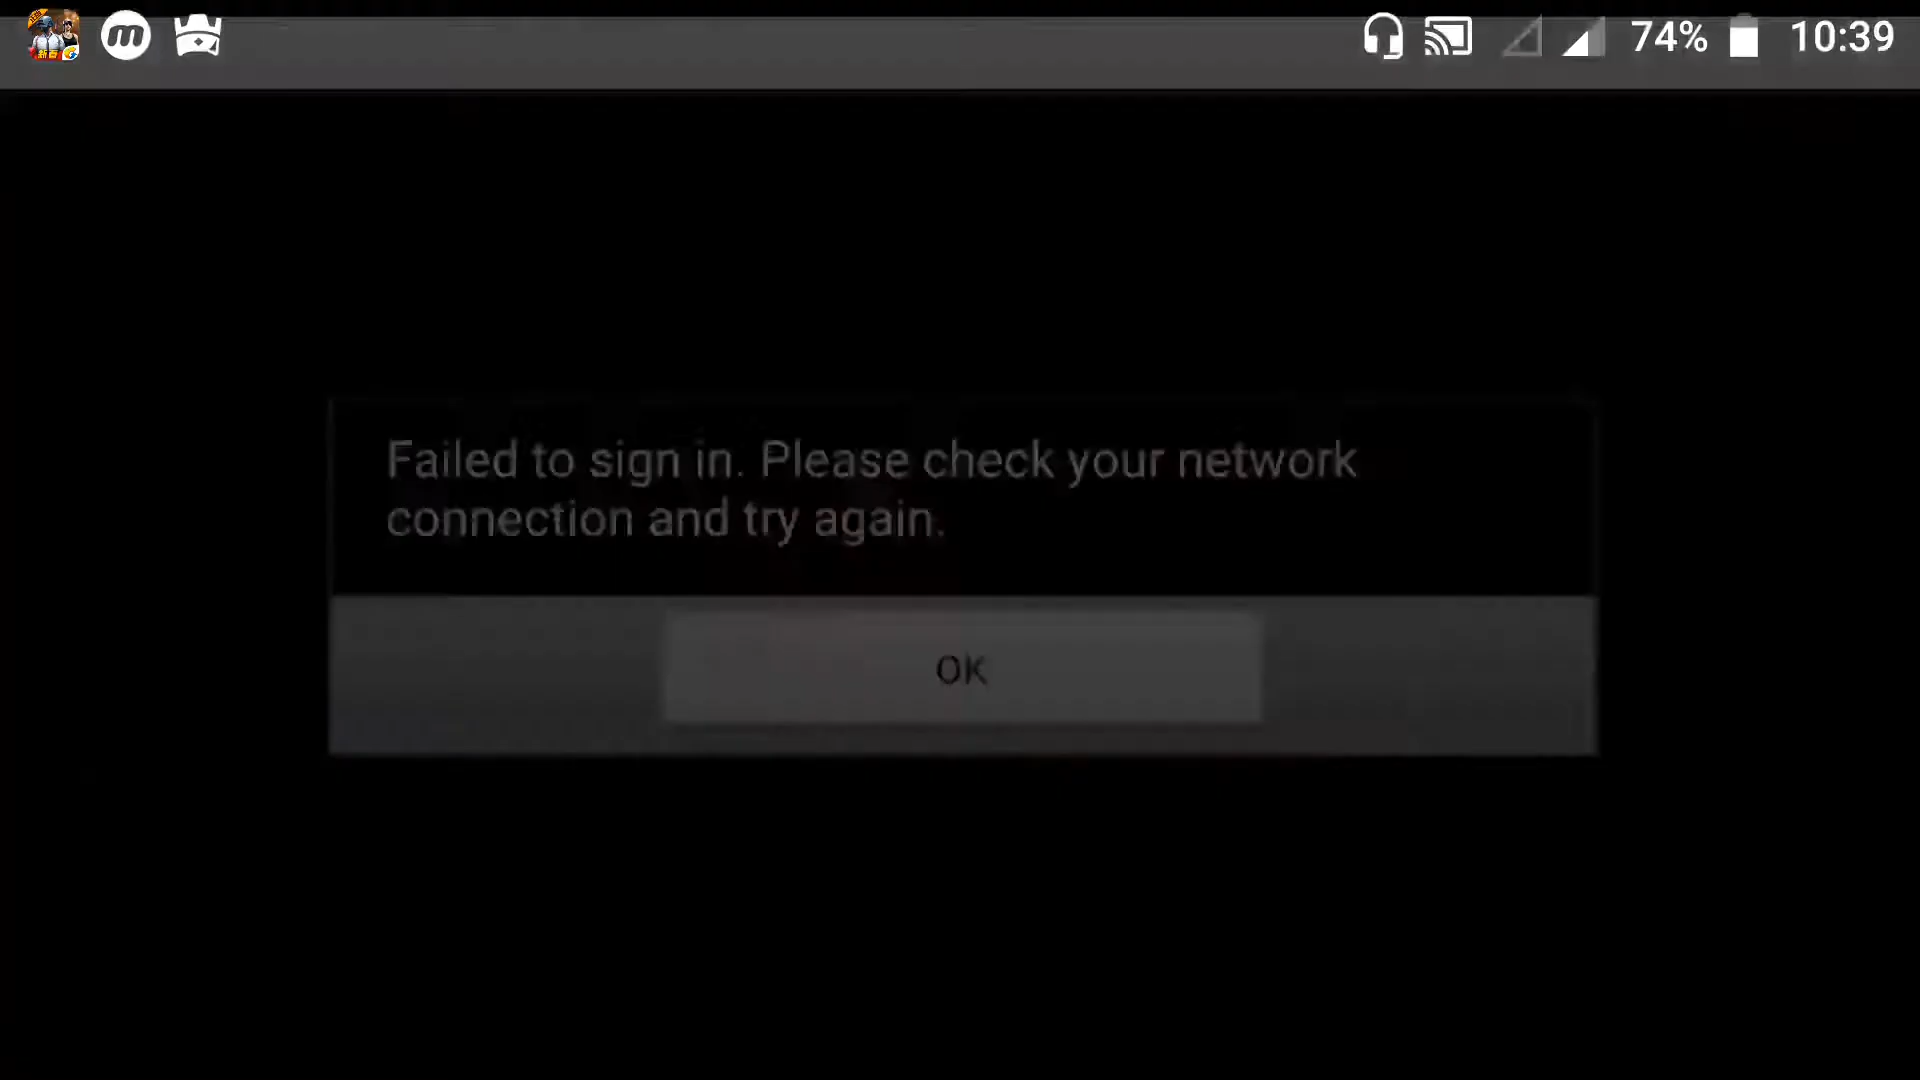 74% 10:39
Failed to sign in. Please check your network
connection and try again.
OK